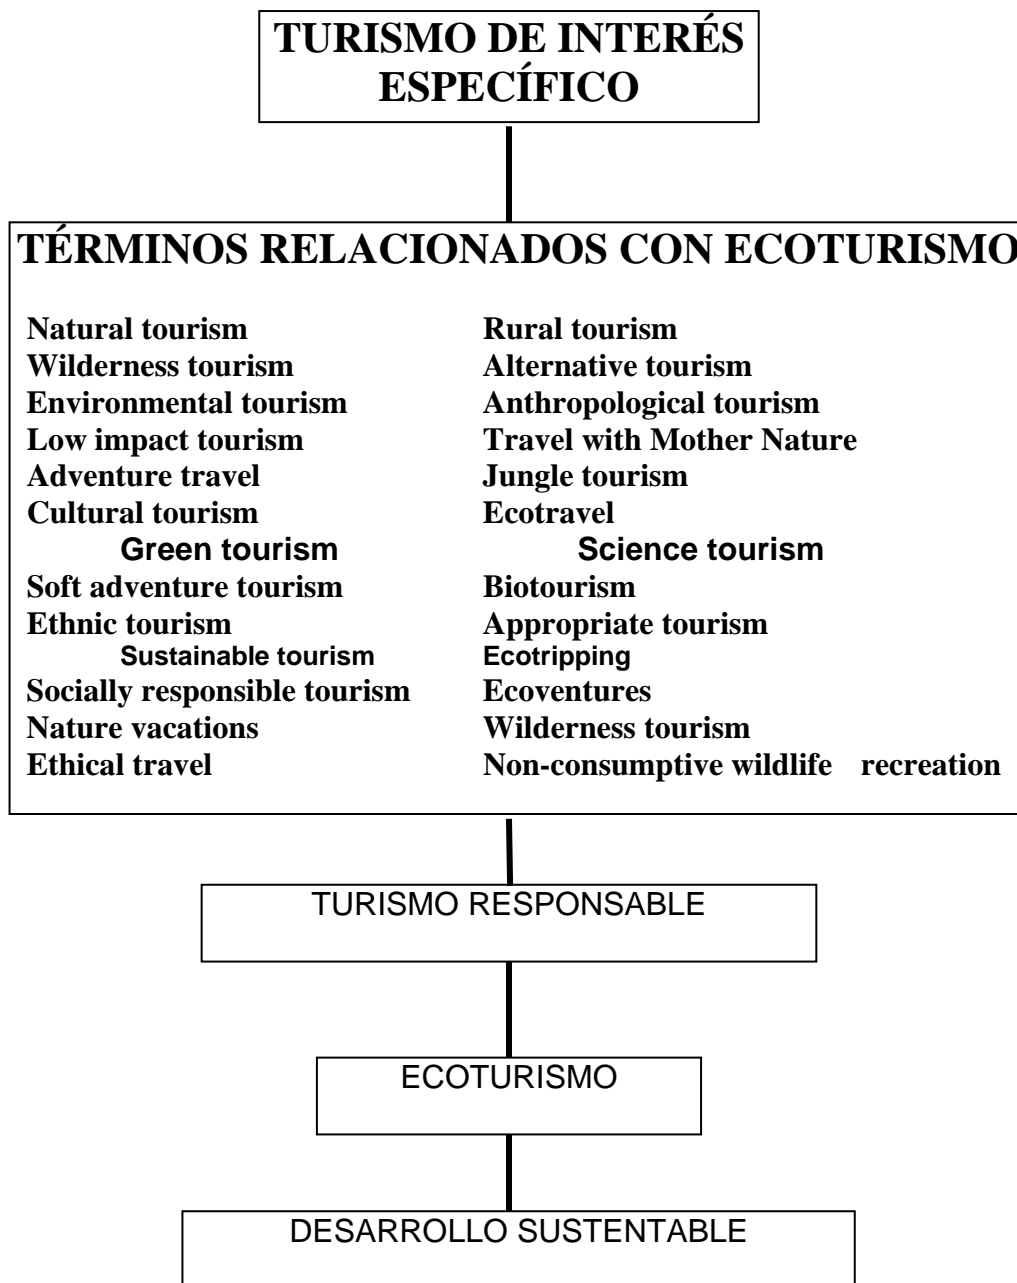 TURISMO DE INTERÉS
ESPECÍFICO
TÉRMINOS RELACIONADOS CON ECOTURISMO
Natural tourism Rural tourism
Wilderness tourism Alternative tourism
Environmental tourism Anthropological tourism
Low impact tourism Travel with Mother Nature
Adventure travel Jungle tourism
Cultural tourism Ecotravel
Green tourism Science tourism
Soft adventure tourism Biotourism
Ethnic tourism Appropriate tourism
Sustainable tourism Ecotripping
Socially responsible tourism Ecoventures
Nature vacations Wilderness tourism
Ethical travel Non-consumptive wildlife recreation
TURISMO RESPONSABLE
ECOTURISMO
DESARROLLO SUSTENTABLE